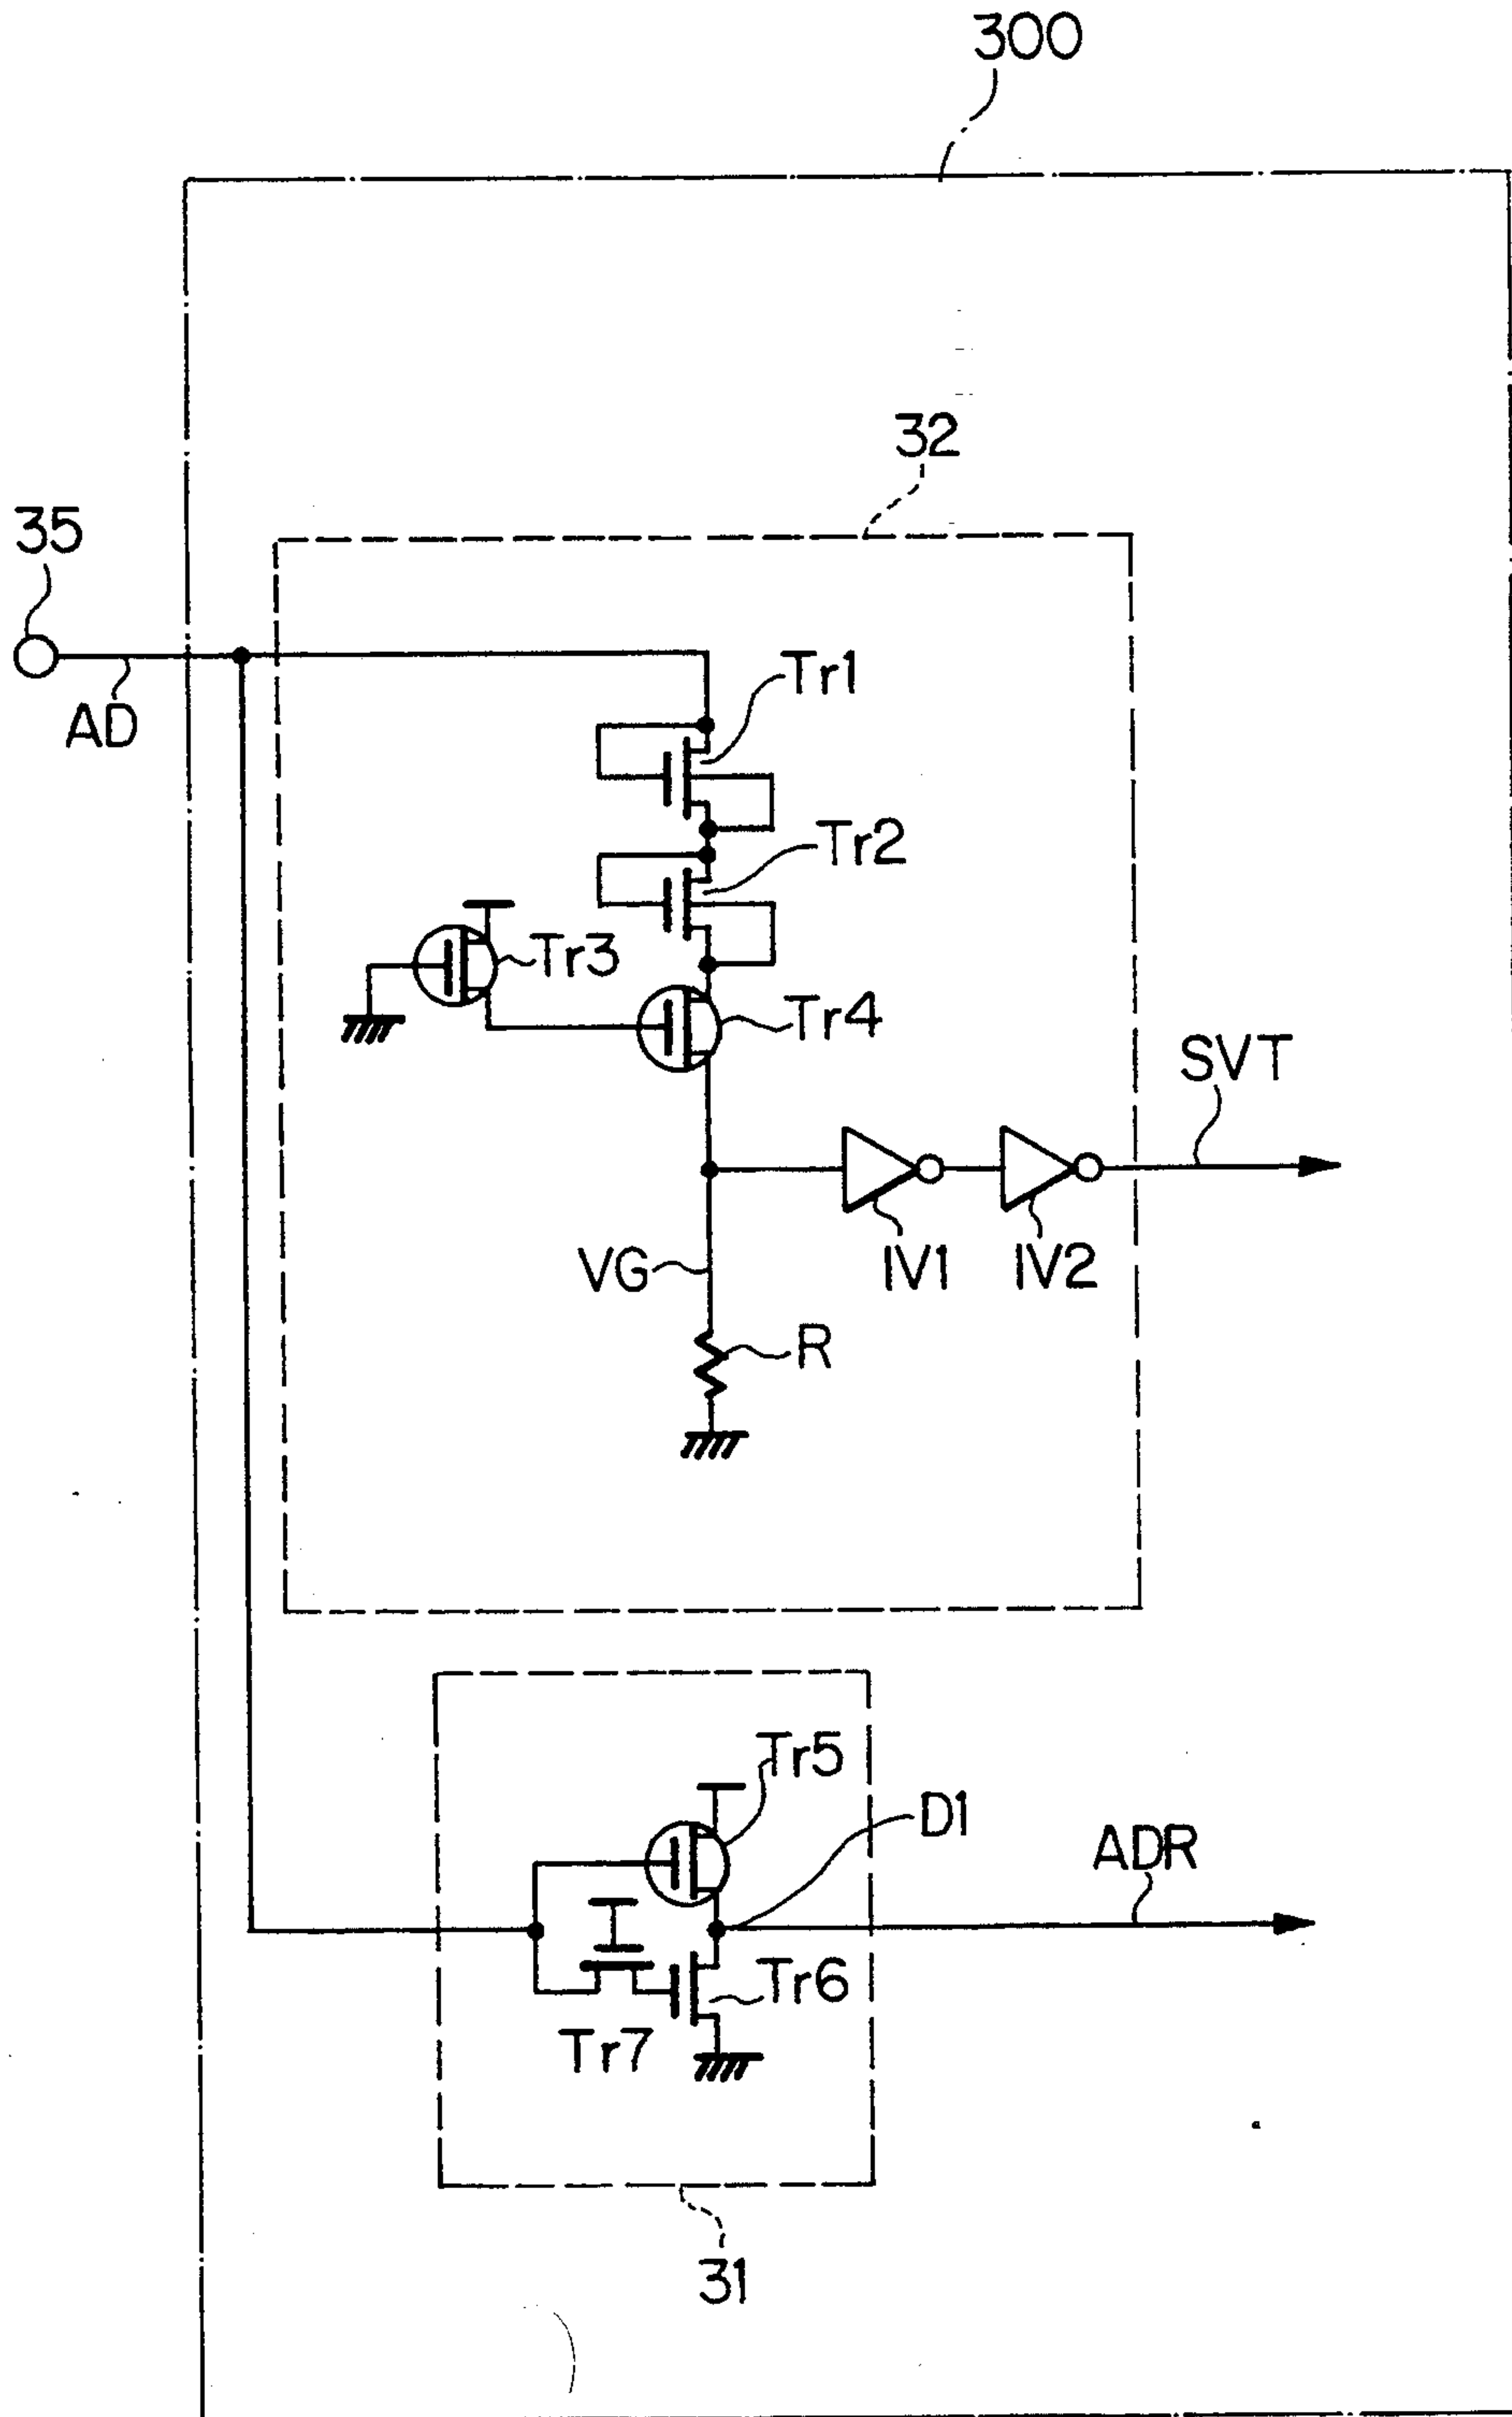 300
32
35
AD
Tr1
Tr2
Tr3
Tr4
SVT
IV1
IV2
VG
R
Tr5
D1
ADR
Tr6
Tr7
31